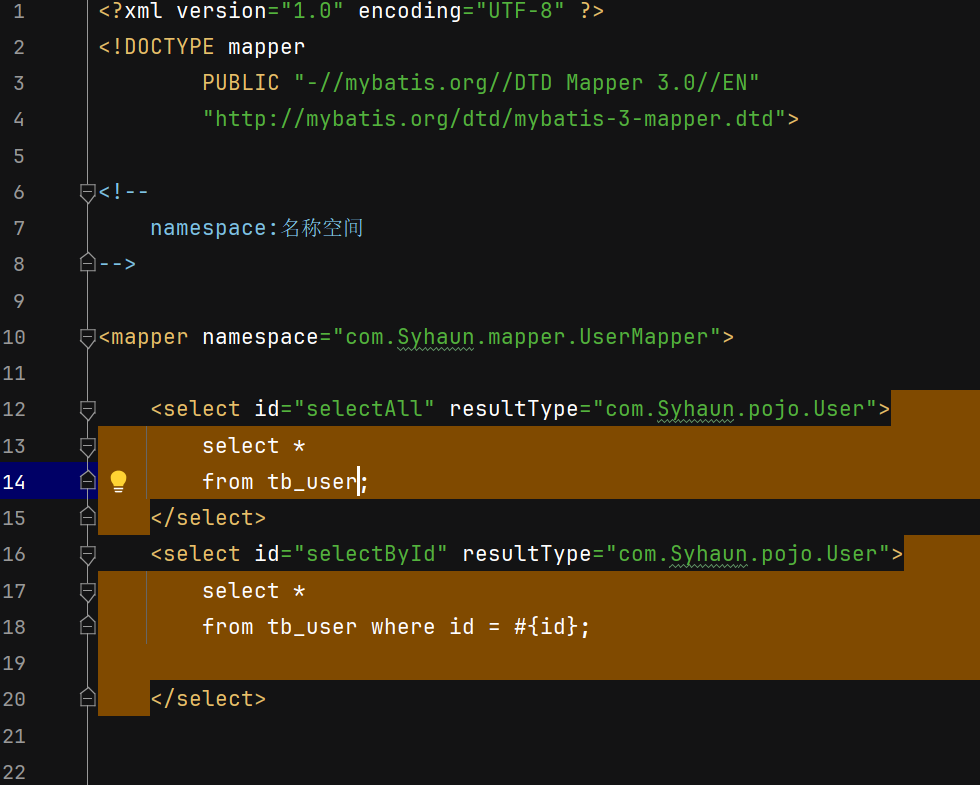 1 <?xml version="1.0" encoding="UTF-8" ?>
2 <!DOCTYPE mapper
3 PUBLIC "-//mybatis.org//DTD Mapper 3.0//EN"
4 "http://mybatis.org/dtd/mybatis-3-mapper.dtd">
5
6 <!--
7 namespace:名称空间
8 -->
9
10 <mapper namespace="com.Syhaun.mapper.UserMapper">
11
12 <select id="selectAll" resultType="com.Syhaun.pojo.User">
13 select *
14 from tb_user;
15 </select>
16 <select id="selectById" resultType="com.Syhaun.pojo.User">
17 select *
18 from tb_user where id = #{id};
19
20 </select>
21
22